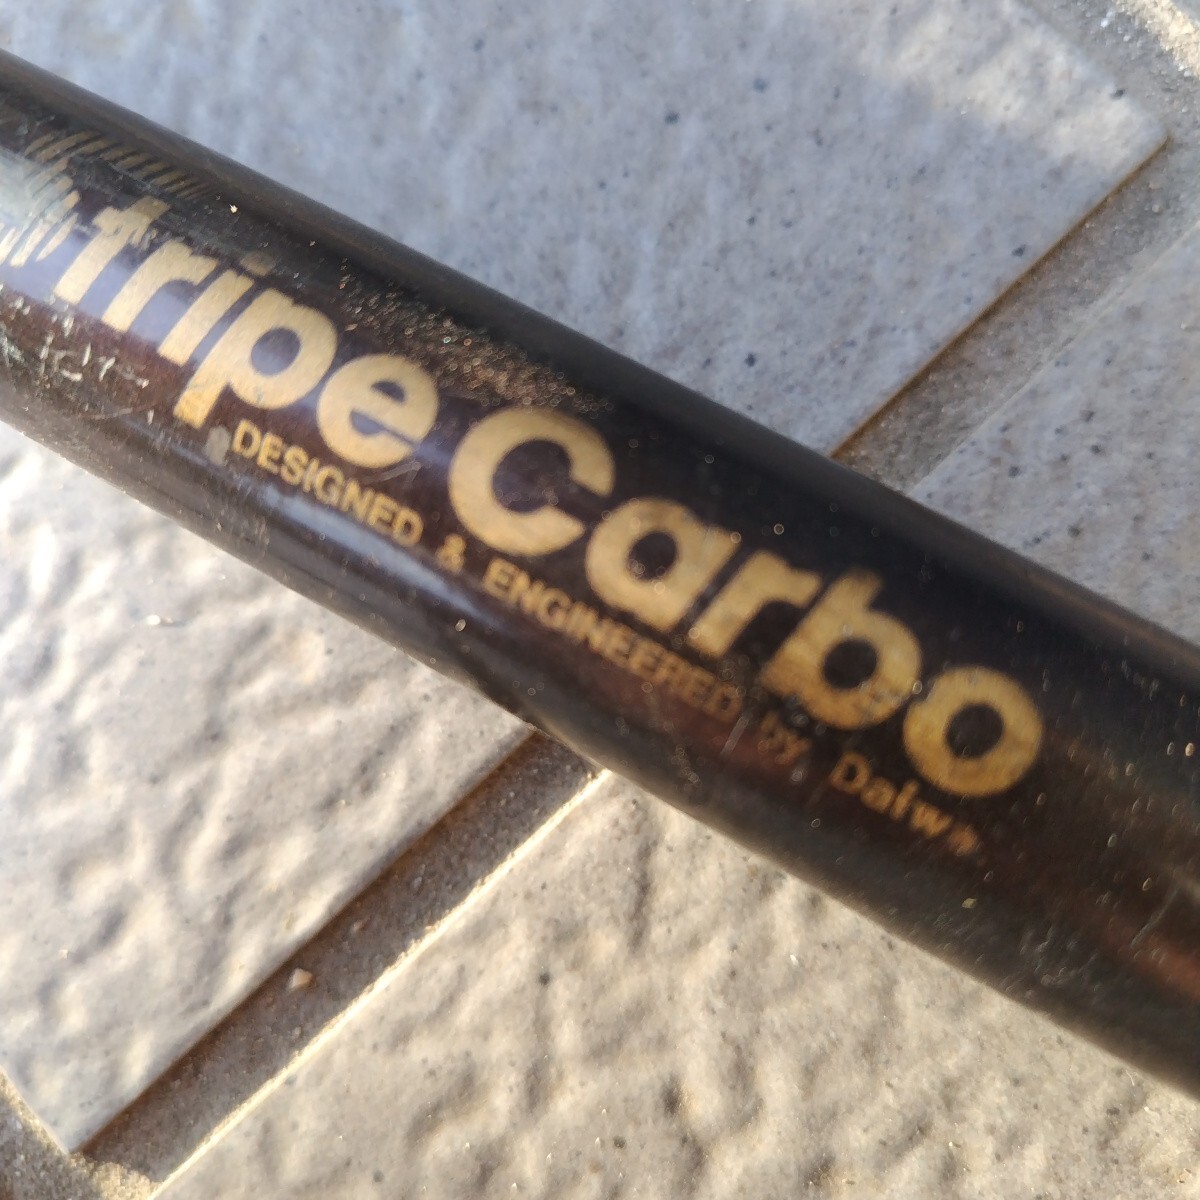 tripe Carbo
DESIGNED & ENGINEERED by Daiwa